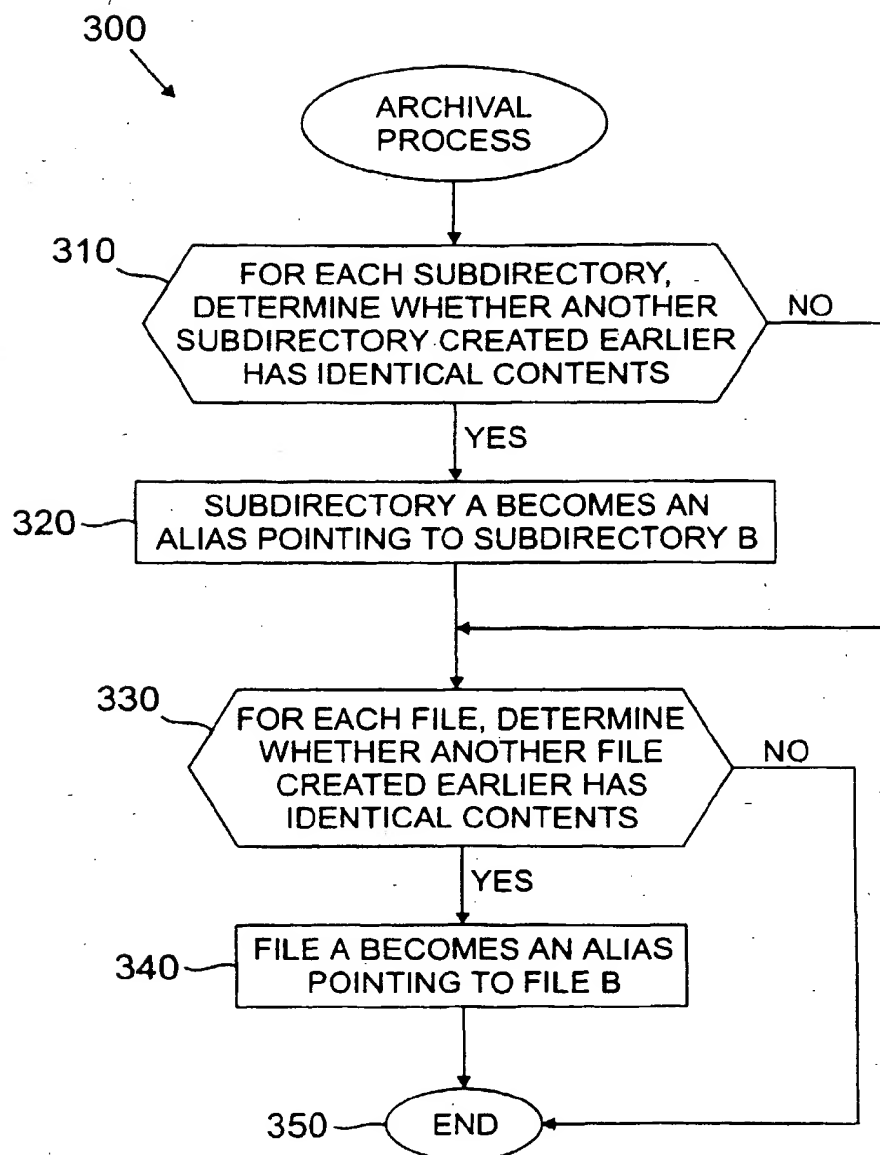 300
ARCHIVAL
PROCESS
310
FOR EACH SUBDIRECTORY,
DETERMINE WHETHER ANOTHER
SUBDIRECTORY CREATED EARLIER
HAS IDENTICAL CONTENTS
NO
YES
320
SUBDIRECTORY A BECOMES AN
ALIAS POINTING TO SUBDIRECTORY B
330
FOR EACH FILE, DETERMINE
WHETHER ANOTHER FILE
CREATED EARLIER HAS
IDENTICAL CONTENTS
NO
YES
340
FILE A BECOMES AN ALIAS
POINTING TO FILE B
350
END